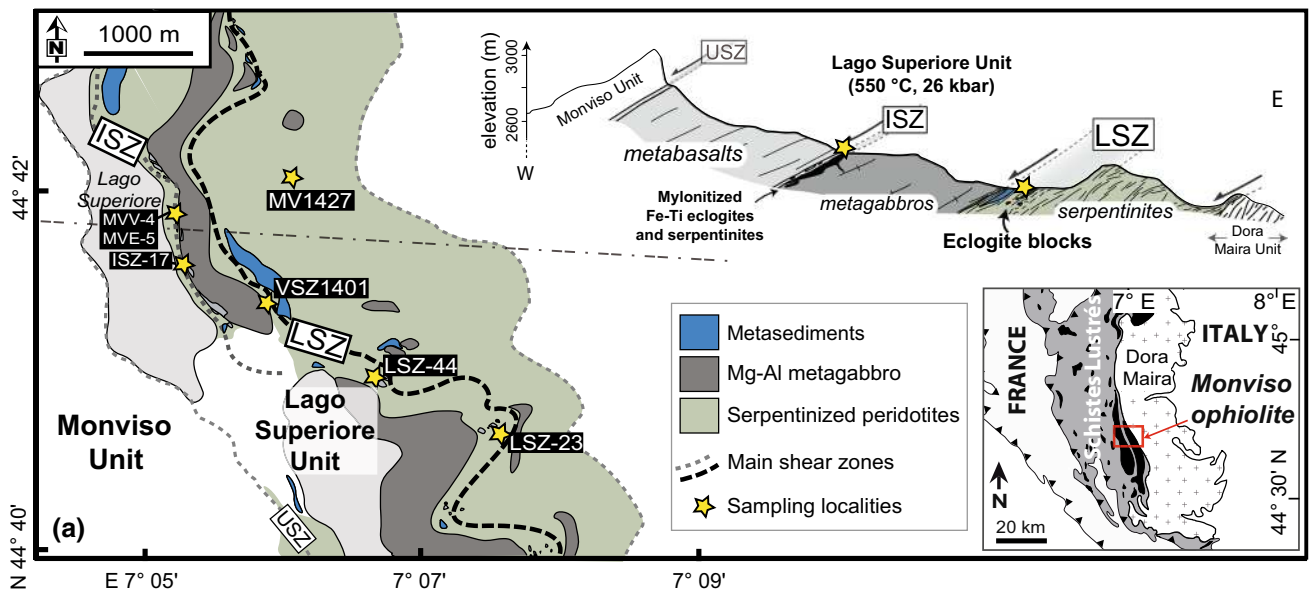 N
1000 m
ISZ
Lago
Superiore
MVV-4
MVE-5
ISZ-17
MV1427
VSZ1401
LSZ
LSZ-44
LSZ-23
Monviso
Unit
Lago
Superiore
Unit
USZ
(a)
44° 42'
N 44° 40'
E 7° 05'
7° 07'
7° 09'
elevation (m)
3000
2600
W
E
USZ
Monviso Unit
Lago Superiore Unit
(550 °C, 26 kbar)
ISZ
LSZ
metabasalts
Mylonitized
Fe-Ti eclogites
and serpentinites
metagabbros
serpentinites
Eclogite blocks
Dora
Maira Unit
Metasediments
Mg-Al metagabbro
Serpentinized peridotites
Main shear zones
Sampling localities
7° E
8° E
45°
44° 30' N
FRANCE
Schistes Lustrés
ITALY
Dora
Maira
Monviso
ophiolite
N
20 km